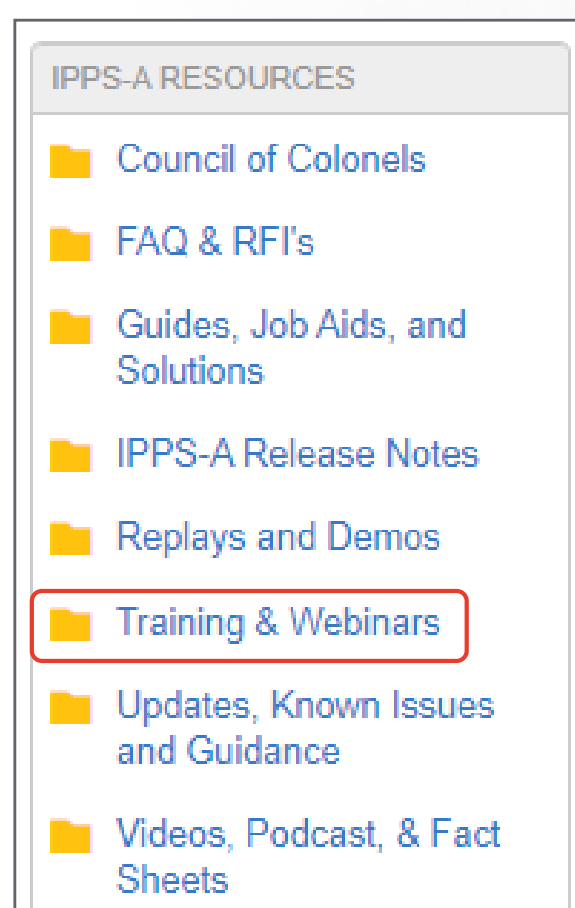 IPPS-A RESOURCES
Council of Colonels
FAQ & RFI's
Guides, Job Aids, and
Solutions
IPPS-A Release Notes
Replays and Demos
Training & Webinars
Updates, Known Issues
and Guidance
Videos, Podcast, & Fact
Sheets